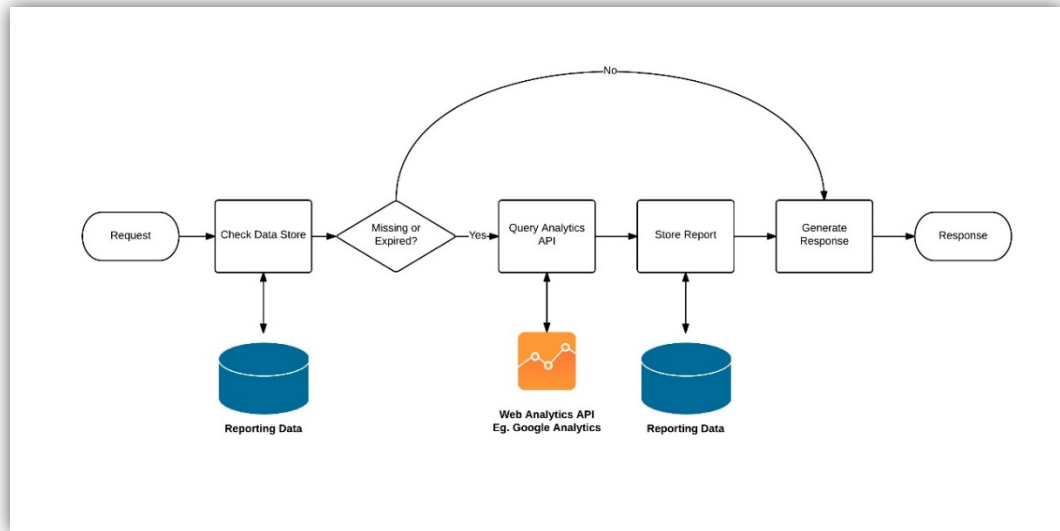 No
Request
Check Data Store
Missing or
Expired?
Yes
Query Analytics
API
Store Report
Generate
Response
Response
Reporting Data
Web Analytics API
Eg. Google Analytics
Reporting Data